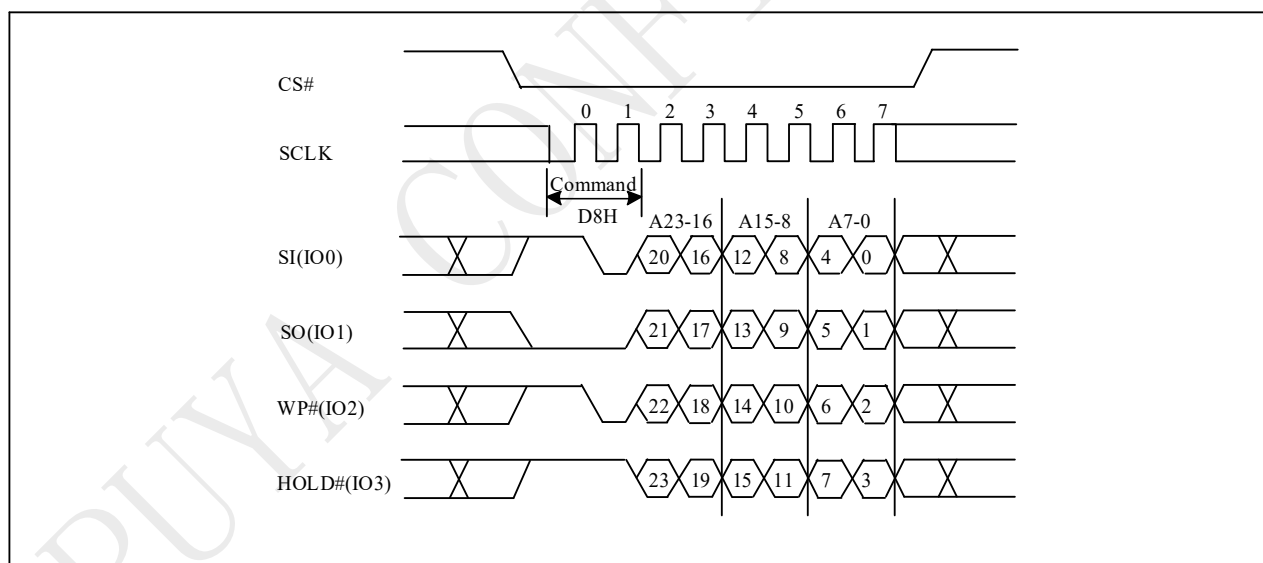 PUYA CONF
CS#
0 1 2 3 4 5 6 7
SCLK
Command
D8H
A23-16 A15-8 A7-0
SI(IO0) 20 16 12 8 4 0
SO(IO1) 21 17 13 9 5 1
WP#(IO2) 22 18 14 10 6 2
HOLD#(IO3) 23 19 15 11 7 3